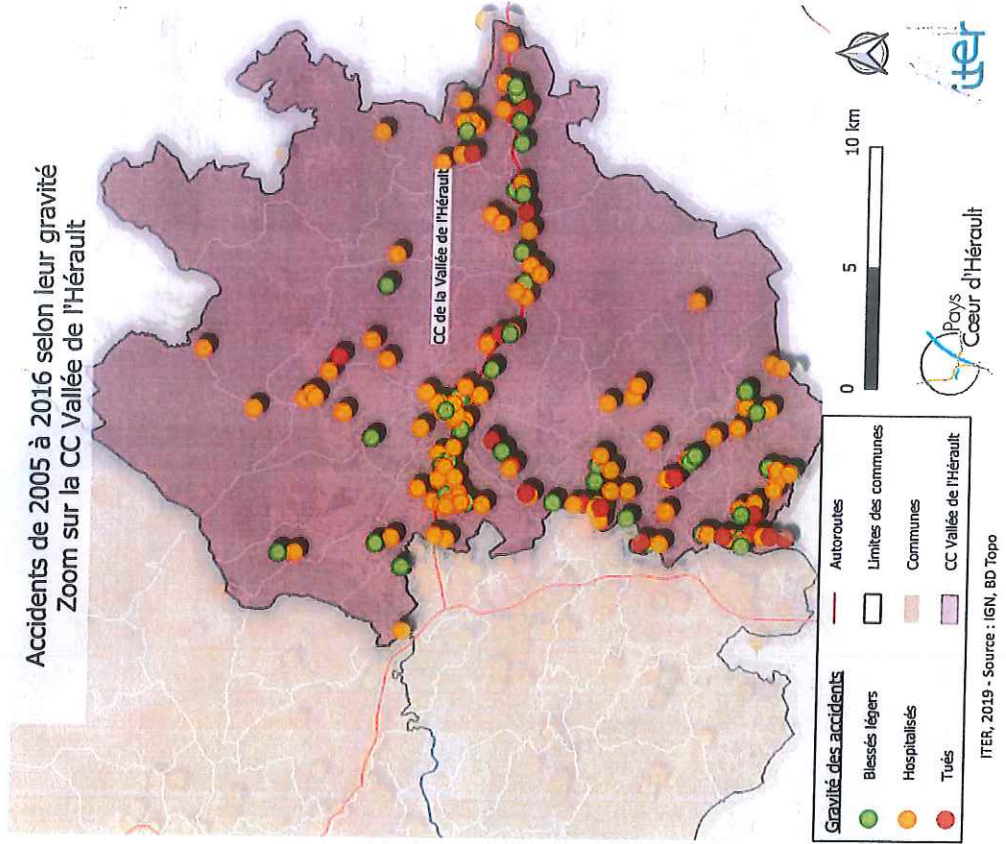 Accidents de 2005 à 2016 selon leur gravité
Zoom sur la CC Vallée de l'Hérault
CC de la Vallée de l'Hérault
Gravité des accidents
Blessés légers
Hospitalisés
Tués
Autoroutes
Limites des communes
Communes
CC Vallée de l'Hérault
0 5 10 km
Pays
Cœur d'Hérault
iter
ITER, 2019 - Source : IGN, BD Topo